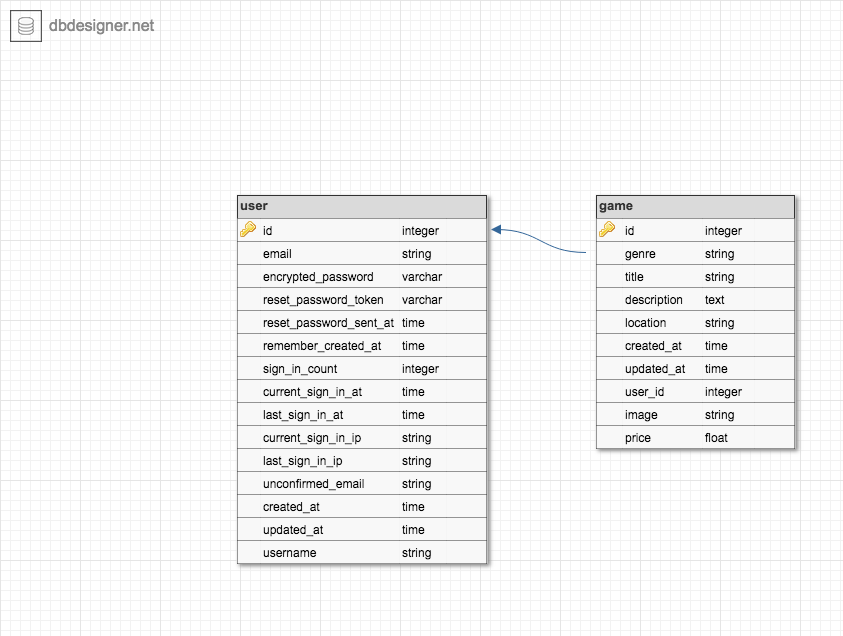 dbdesigner.net
user
id integer
email string
encrypted_password varchar
reset_password_token varchar
reset_password_sent_at time
remember_created_at time
sign_in_count integer
current_sign_in_at time
last_sign_in_at time
current_sign_in_ip string
last_sign_in_ip string
unconfirmed_email string
created_at time
updated_at time
username string
game
id integer
genre string
title string
description text
location string
created_at time
updated_at time
user_id integer
image string
price float